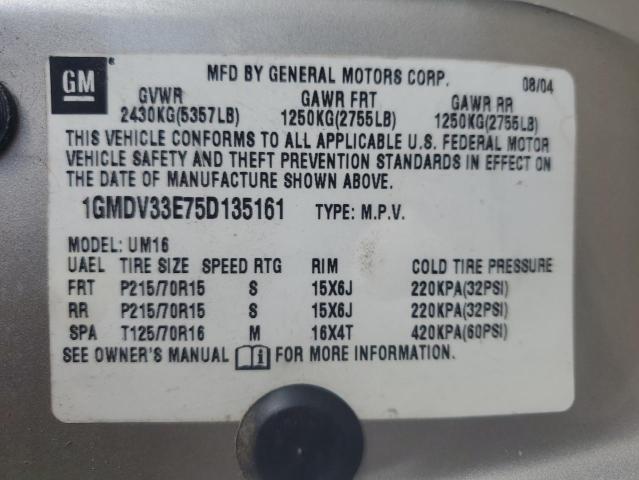 GM ® MFD BY GENERAL MOTORS CORP. 08/04
GVWR GAWR FRT GAWR RR
2430KG(5357LB) 1250KG(2755LB) 1250KG(2755LB)
THIS VEHICLE CONFORMS TO ALL APPLICABLE U.S. FEDERAL MOTOR
VEHICLE SAFETY AND THEFT PREVENTION STANDARDS IN EFFECT ON
THE DATE OF MANUFACTURE SHOWN ABOVE.
1GMDV33E75D135161 TYPE: M.P.V.
MODEL: UM16
UAEL TIRE SIZE SPEED RTG RIM COLD TIRE PRESSURE
FRT P215/70R15 S 15X6J 220KPA(32PSI)
RR P215/70R15 S 15X6J 220KPA(32PSI)
SPA T125/70R16 M 16X4T 420KPA(60PSI)
SEE OWNER'S MANUAL i FOR MORE INFORMATION.